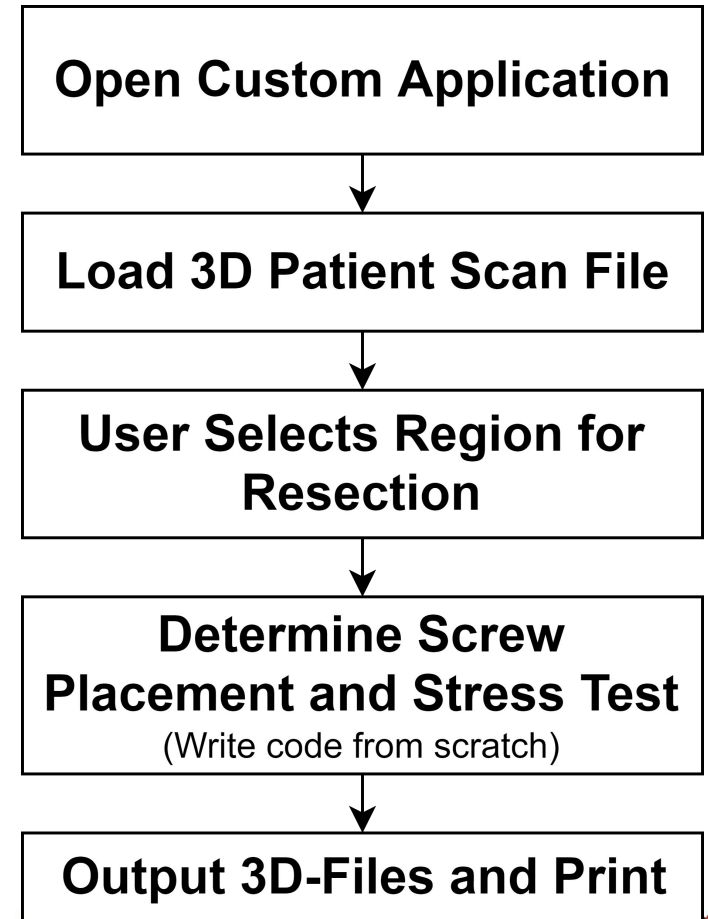 Open Custom Application
Load 3D Patient Scan File
User Selects Region for
Resection
Determine Screw
Placement and Stress Test
(Write code from scratch)
Output 3D-Files and Print